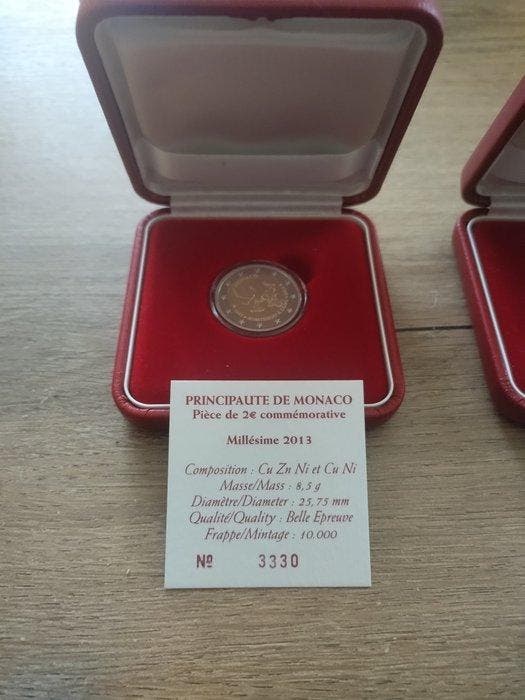 PRINCIPAUTE DE MONACO
Pièce de 2€ commémorative
Millésime 2013
Composition : Cu Zn Ni et Cu Ni
Masse/Mass : 8,5 g
Diamètre/Diameter : 25,75 mm
Qualité/Quality : Belle Epreuve
Frappe/Mintage : 10.000
Nº 3330